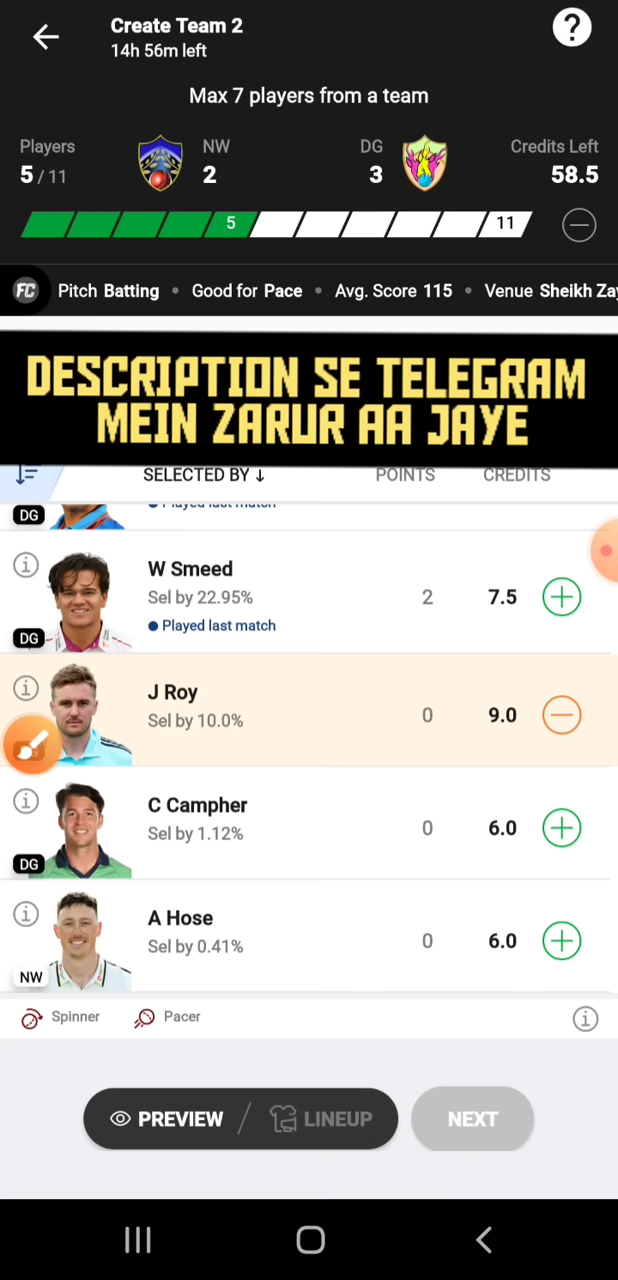 Create Team 2
14h 56m left
?
Max 7 players from a team
Players
5 / 11
NW
2
DG
3
Credits Left
58.5
5
11
FC Pitch Batting • Good for Pace • Avg. Score 115 • Venue Sheikh Za
DESCRIPTION SE TELEGRAM
MEIN ZARUR AA JAYE
SELECTED BY ↓ POINTS CREDITS
DG
Played last match
W Smeed
Sel by 22.95%
Played last match
2
7.5
DG
J Roy
Sel by 10.0%
0
9.0
C Campher
Sel by 1.12%
0
6.0
DG
A Hose
Sel by 0.41%
0
6.0
NW
Spinner Pacer
PREVIEW / LINEUP NEXT